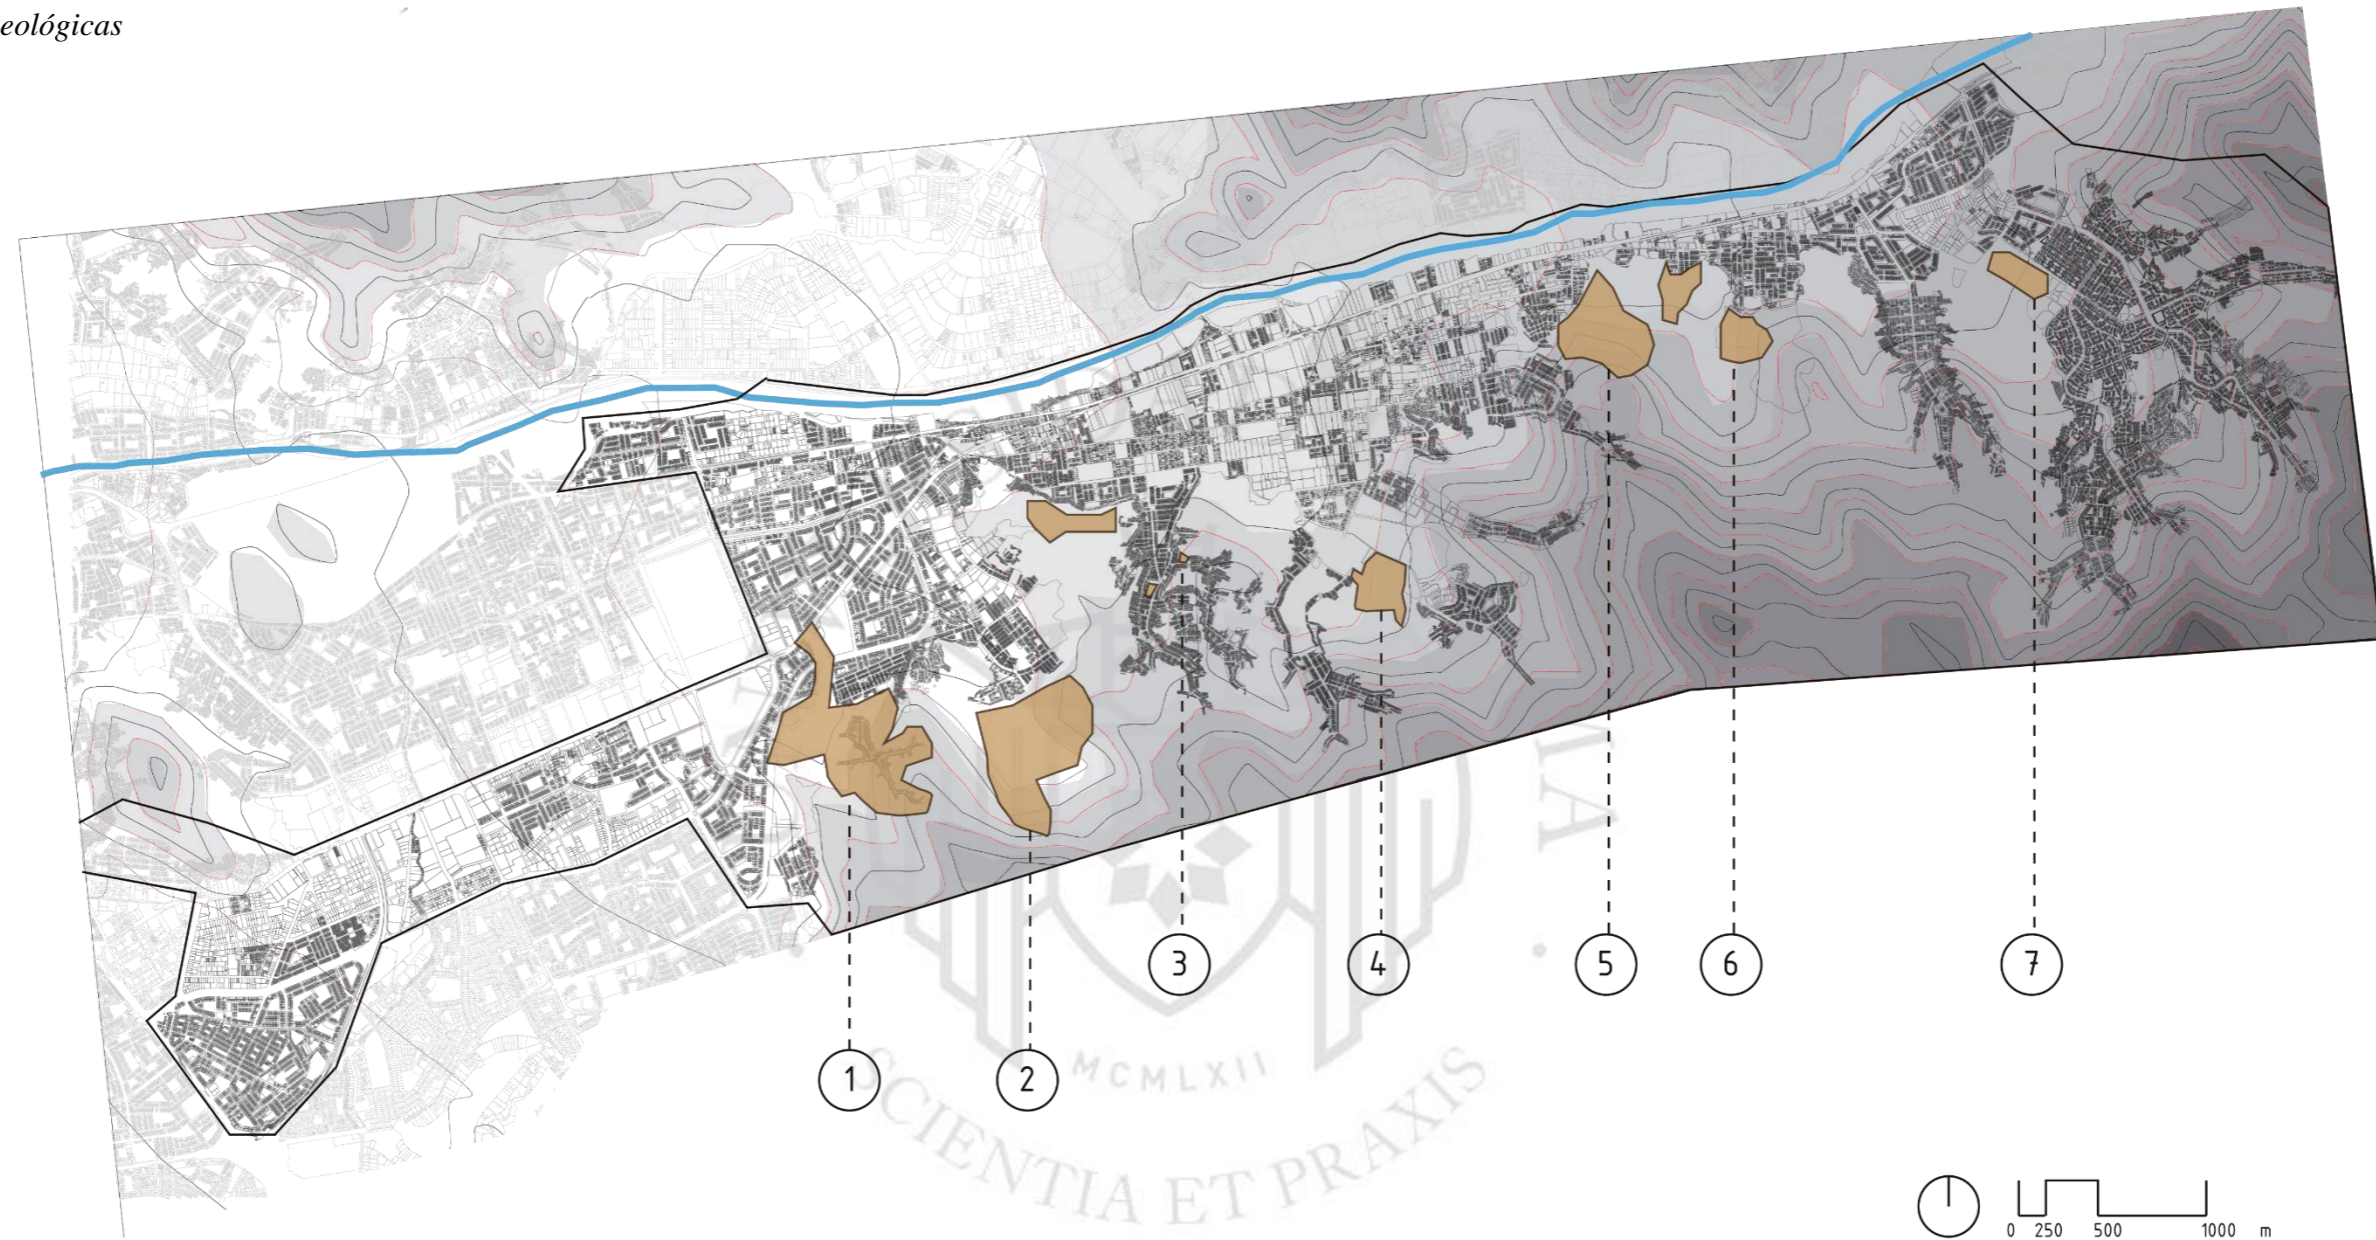 eológicas
3 4 5 6 7
1 2
MCMLXII
SCIENTIA ET PRAXIS
0 250 500 1000 m